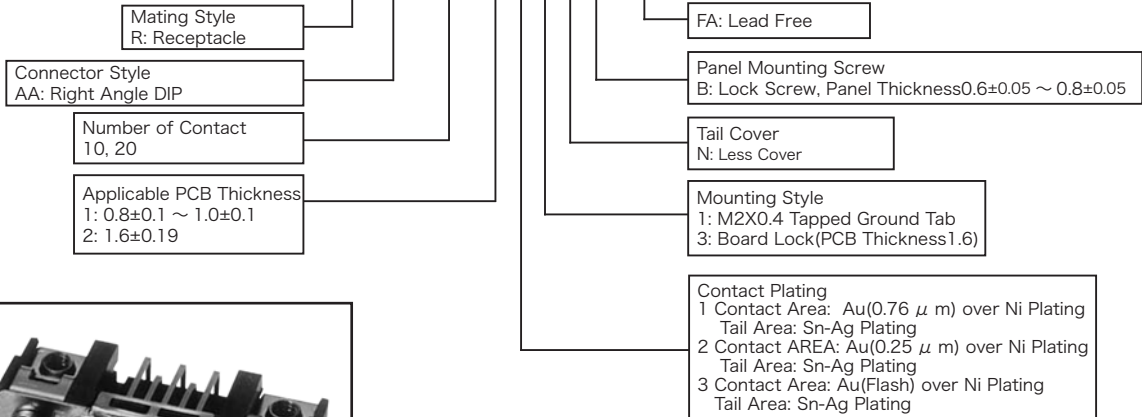 Mating Style
R: Receptacle
Connector Style
AA: Right Angle DIP
Number of Contact
10, 20
Applicable PCB Thickness
1: 0.8±0.1 ～ 1.0±0.1
2: 1.6±0.19
FA: Lead Free
Panel Mounting Screw
B: Lock Screw, Panel Thickness0.6±0.05 ～ 0.8±0.05
Tail Cover
N: Less Cover
Mounting Style
1: M2X0.4 Tapped Ground Tab
3: Board Lock(PCB Thickness1.6)
Contact Plating
1 Contact Area: Au(0.76 μ m) over Ni Plating
Tail Area: Sn-Ag Plating
2 Contact AREA: Au(0.25 μ m) over Ni Plating
Tail Area: Sn-Ag Plating
3 Contact Area: Au(Flash) over Ni Plating
Tail Area: Sn-Ag Plating